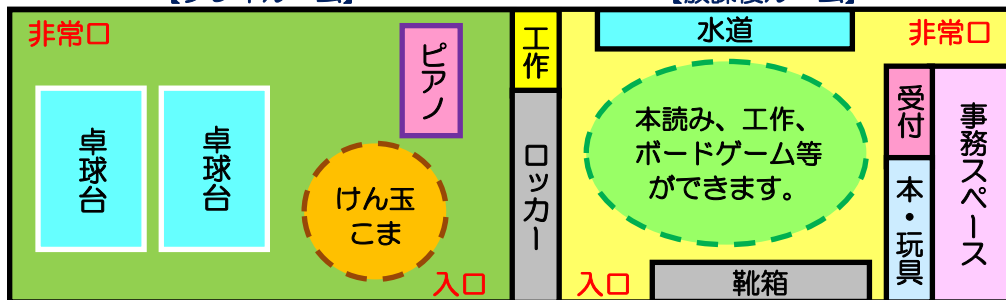 非常口
ピアノ
卓球台
卓球台
けん玉
こま
入口
工作
ロッカー
水道
非常口
本読み、工作、
ボードゲーム等
ができます。
受付
本・玩具
事務スペース
入口
靴箱